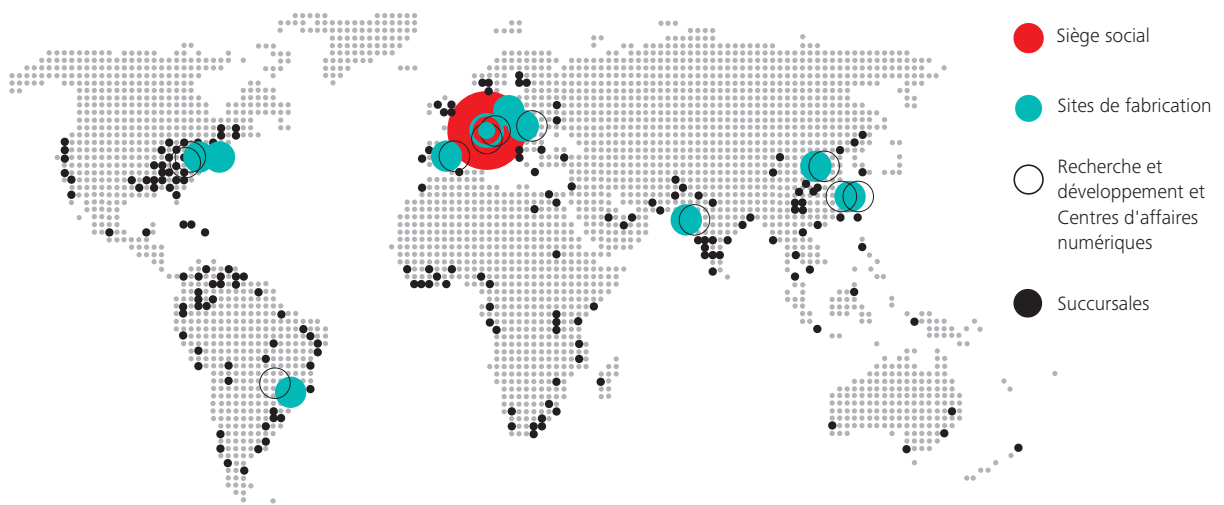 Siège social
Sites de fabrication
Recherche et
développement et
Centres d'affaires
numériques
Succursales